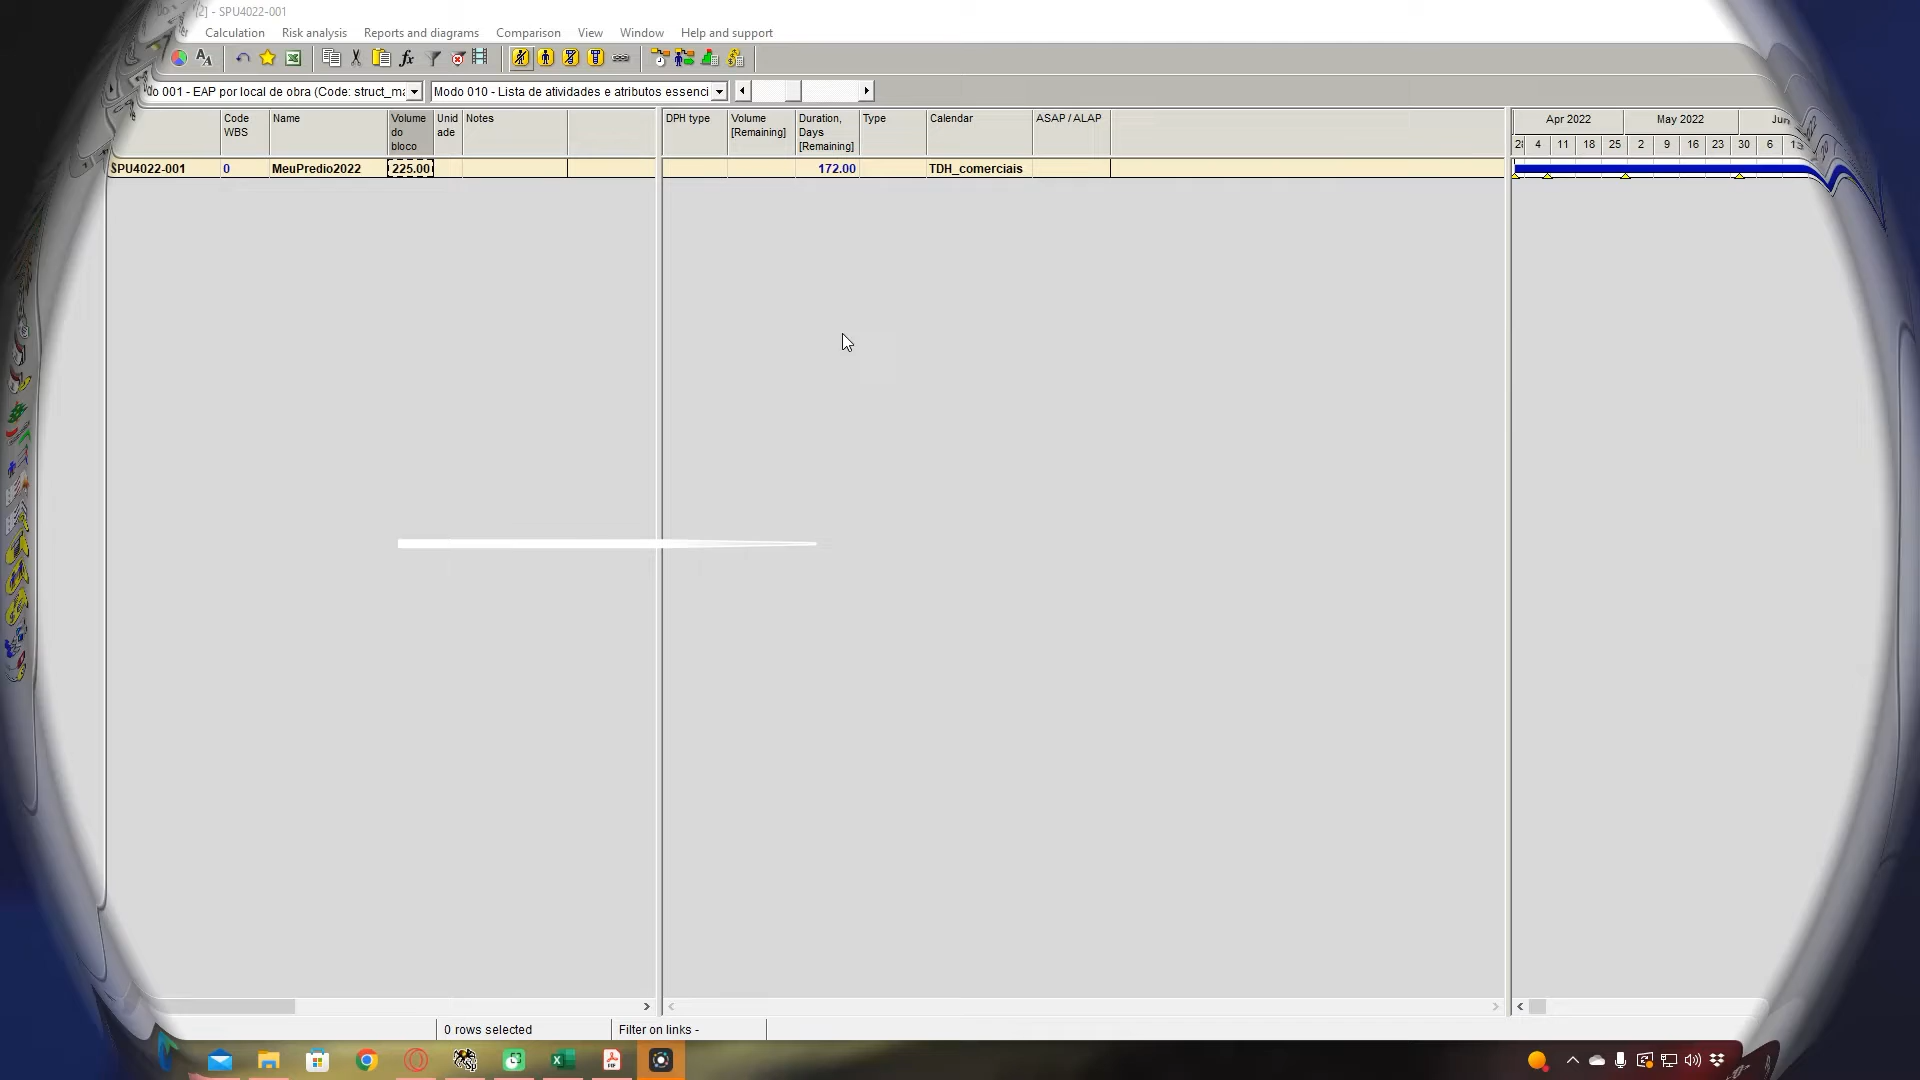 [2] - SPU4022-001
Calculation Risk analysis Reports and diagrams Comparison View Window Help and support
do 001 - EAP por local de obra (Code: struct_ma Modo 010 - Lista de atividades e atributos essenci
Code WBS Name Volume do bloco Unid ade Notes DPH type Volume [Remaining] Duration, Days [Remaining] Type Calendar ASAP / ALAP Apr 2022 May 2022 Jun
28 4 11 18 25 2 9 16 23 30 6 13
SPU4022-001 0 MeuPredio2022 225.00 172.00 TDH_comerciais
0 rows selected Filter on links -